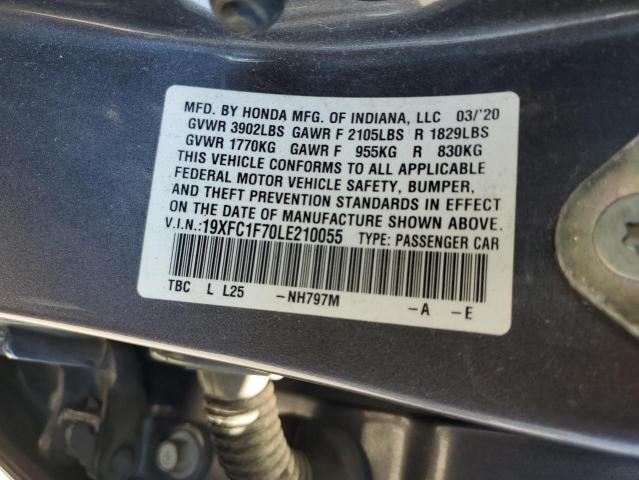 MFD. BY HONDA MFG. OF INDIANA, LLC 03/'20
GVWR 3902LBS GAWR F 2105LBS R 1829LBS
GVWR 1770KG GAWR F 955KG R 830KG
THIS VEHICLE CONFORMS TO ALL APPLICABLE
FEDERAL MOTOR VEHICLE SAFETY, BUMPER,
AND THEFT PREVENTION STANDARDS IN EFFECT
ON THE DATE OF MANUFACTURE SHOWN ABOVE.
V.I.N.:19XFC1F70LE210055 TYPE: PASSENGER CAR
TBC L L25 -NH797M -A -E